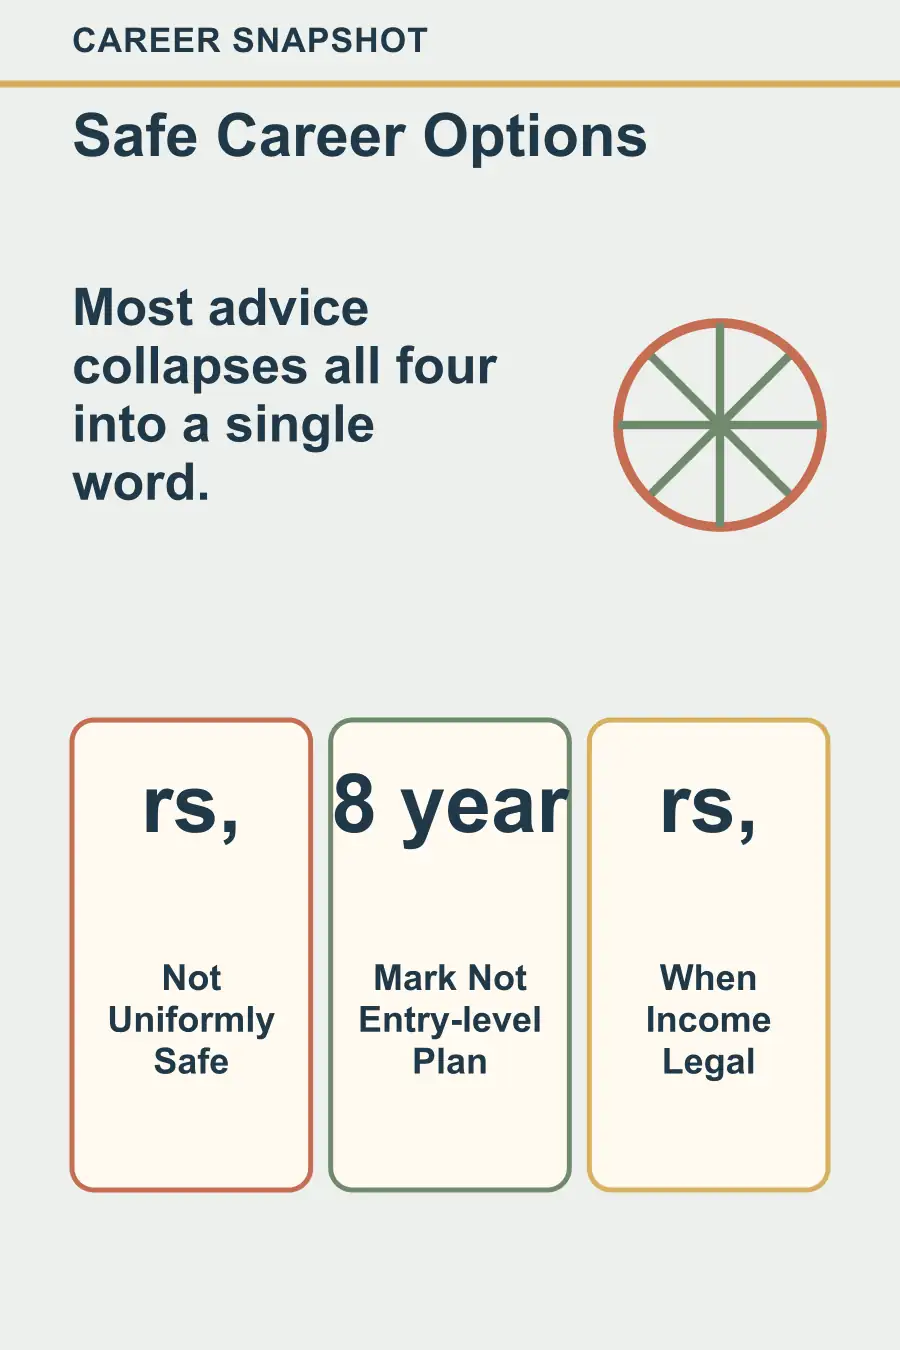 CAREER SNAPSHOT
Safe Career Options
Most advice
collapses all four
into a single
word.
rs,
Not
Uniformly
Safe
8 year
Mark Not
Entry-level
Plan
rs,
When
Income
Legal